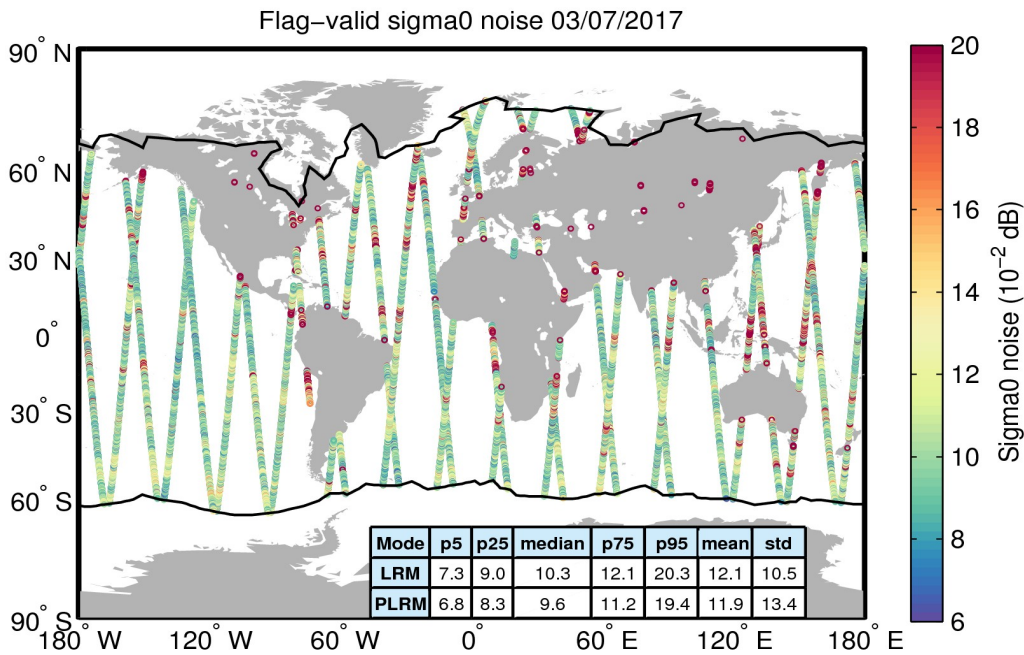 Flag−valid sigma0 noise 03/07/2017
90° N
60° N
30° N
0°
30° S
60° S
90° S
180° W
120° W
60° W
0°
60° E
120° E
180° E
20
18
16
14
12
10
8
6
Sigma0 noise (10⁻² dB)
Mode p5 p25 median p75 p95 mean std
LRM 7.3 9.0 10.3 12.1 20.3 12.1 10.5
PLRM 6.8 8.3 9.6 11.2 19.4 11.9 13.4